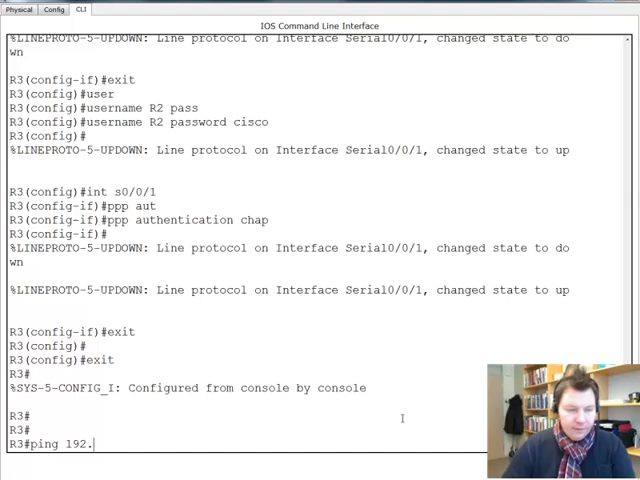 Physical Config CLI
IOS Command Line Interface
%LINEPROTO-5-UPDOWN: Line protocol on Interface Serial0/0/1, changed state to do
wn
R3(config-if)#exit
R3(config)#user
R3(config)#username R2 pass
R3(config)#username R2 password cisco
R3(config)#
%LINEPROTO-5-UPDOWN: Line protocol on Interface Serial0/0/1, changed state to up
R3(config)#int s0/0/1
R3(config-if)#ppp aut
R3(config-if)#ppp authentication chap
R3(config-if)#
%LINEPROTO-5-UPDOWN: Line protocol on Interface Serial0/0/1, changed state to do
wn
%LINEPROTO-5-UPDOWN: Line protocol on Interface Serial0/0/1, changed state to up
R3(config-if)#exit
R3(config)#
R3(config)#exit
R3#
%SYS-5-CONFIG_I: Configured from console by console
R3#
R3#
R3#ping 192.